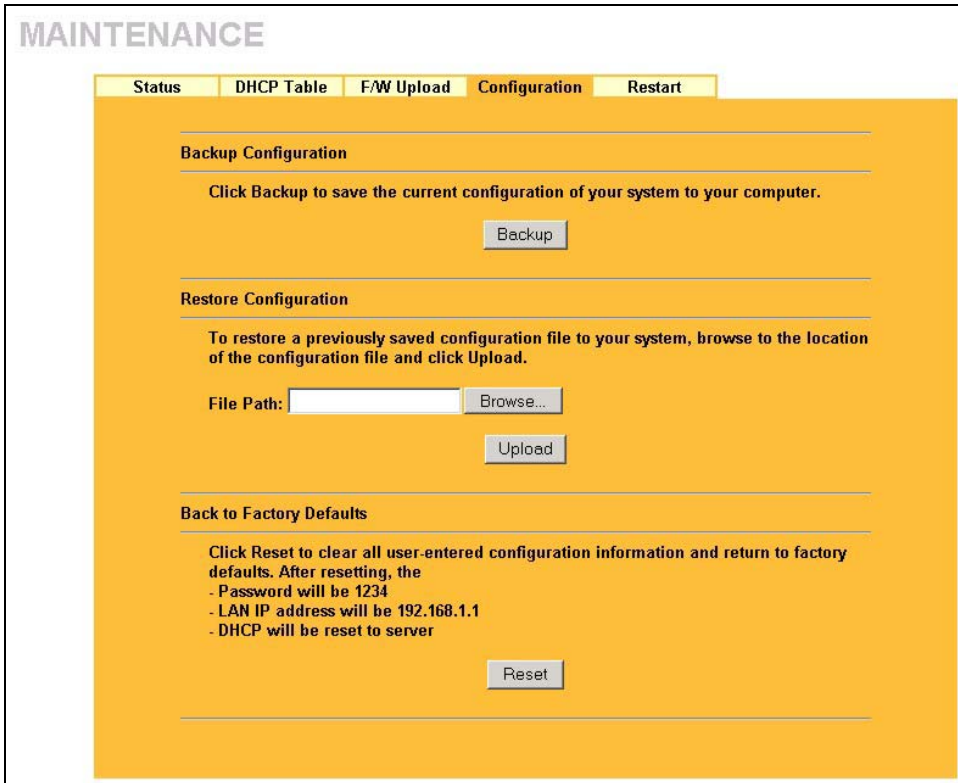 MAINTENANCE
Status DHCP Table F/W Upload Configuration Restart
Backup Configuration
Click Backup to save the current configuration of your system to your computer.
Backup
Restore Configuration
To restore a previously saved configuration file to your system, browse to the location
of the configuration file and click Upload.
File Path: Browse...
Upload
Back to Factory Defaults
Click Reset to clear all user-entered configuration information and return to factory
defaults. After resetting, the
- Password will be 1234
- LAN IP address will be 192.168.1.1
- DHCP will be reset to server
Reset